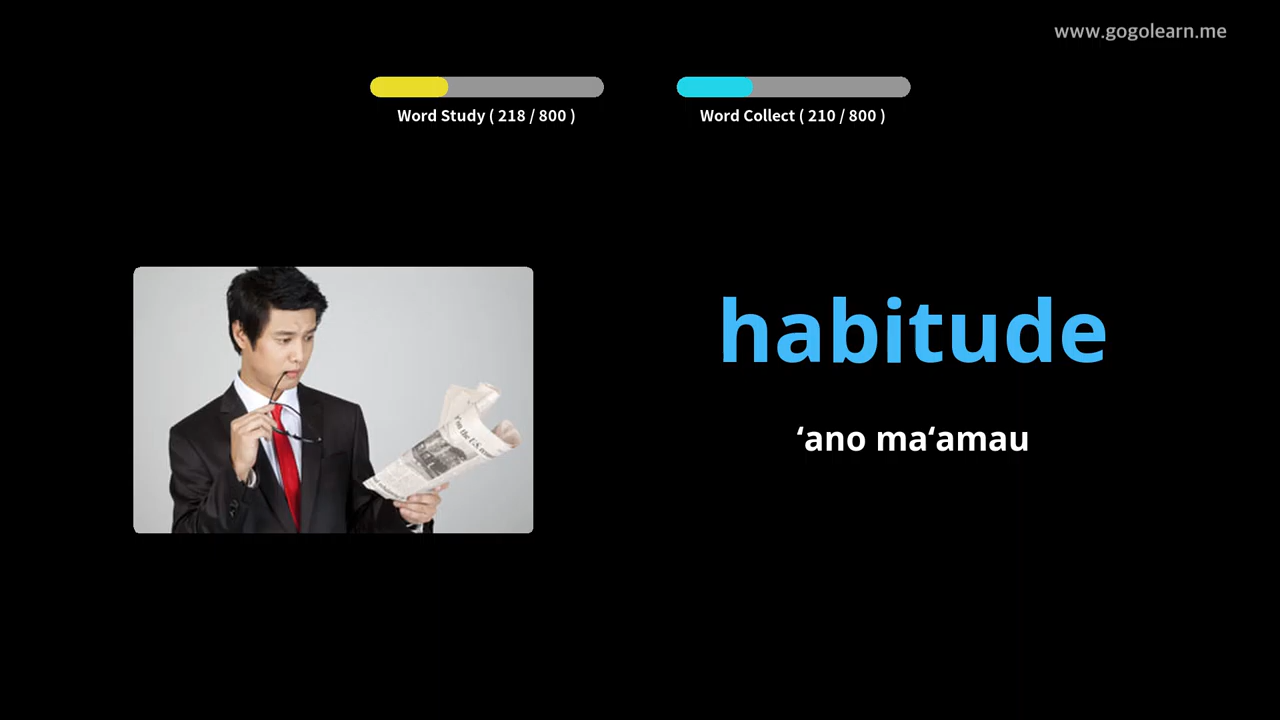 www.gogolearn.me
Word Study ( 218 / 800 )
Word Collect ( 210 / 800 )
habitude
ʻano maʻamau